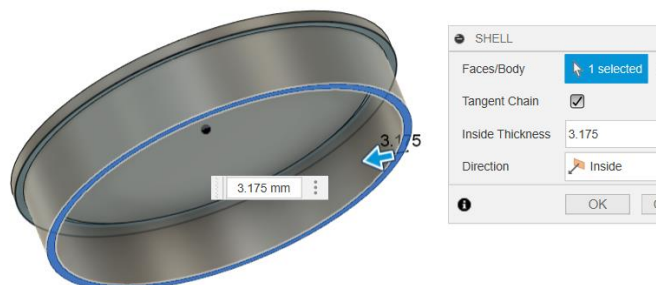 SHELL
Faces/Body 1 selected
Tangent Chain
Inside Thickness 3.175
Direction Inside
OK
3.175
3.175 mm